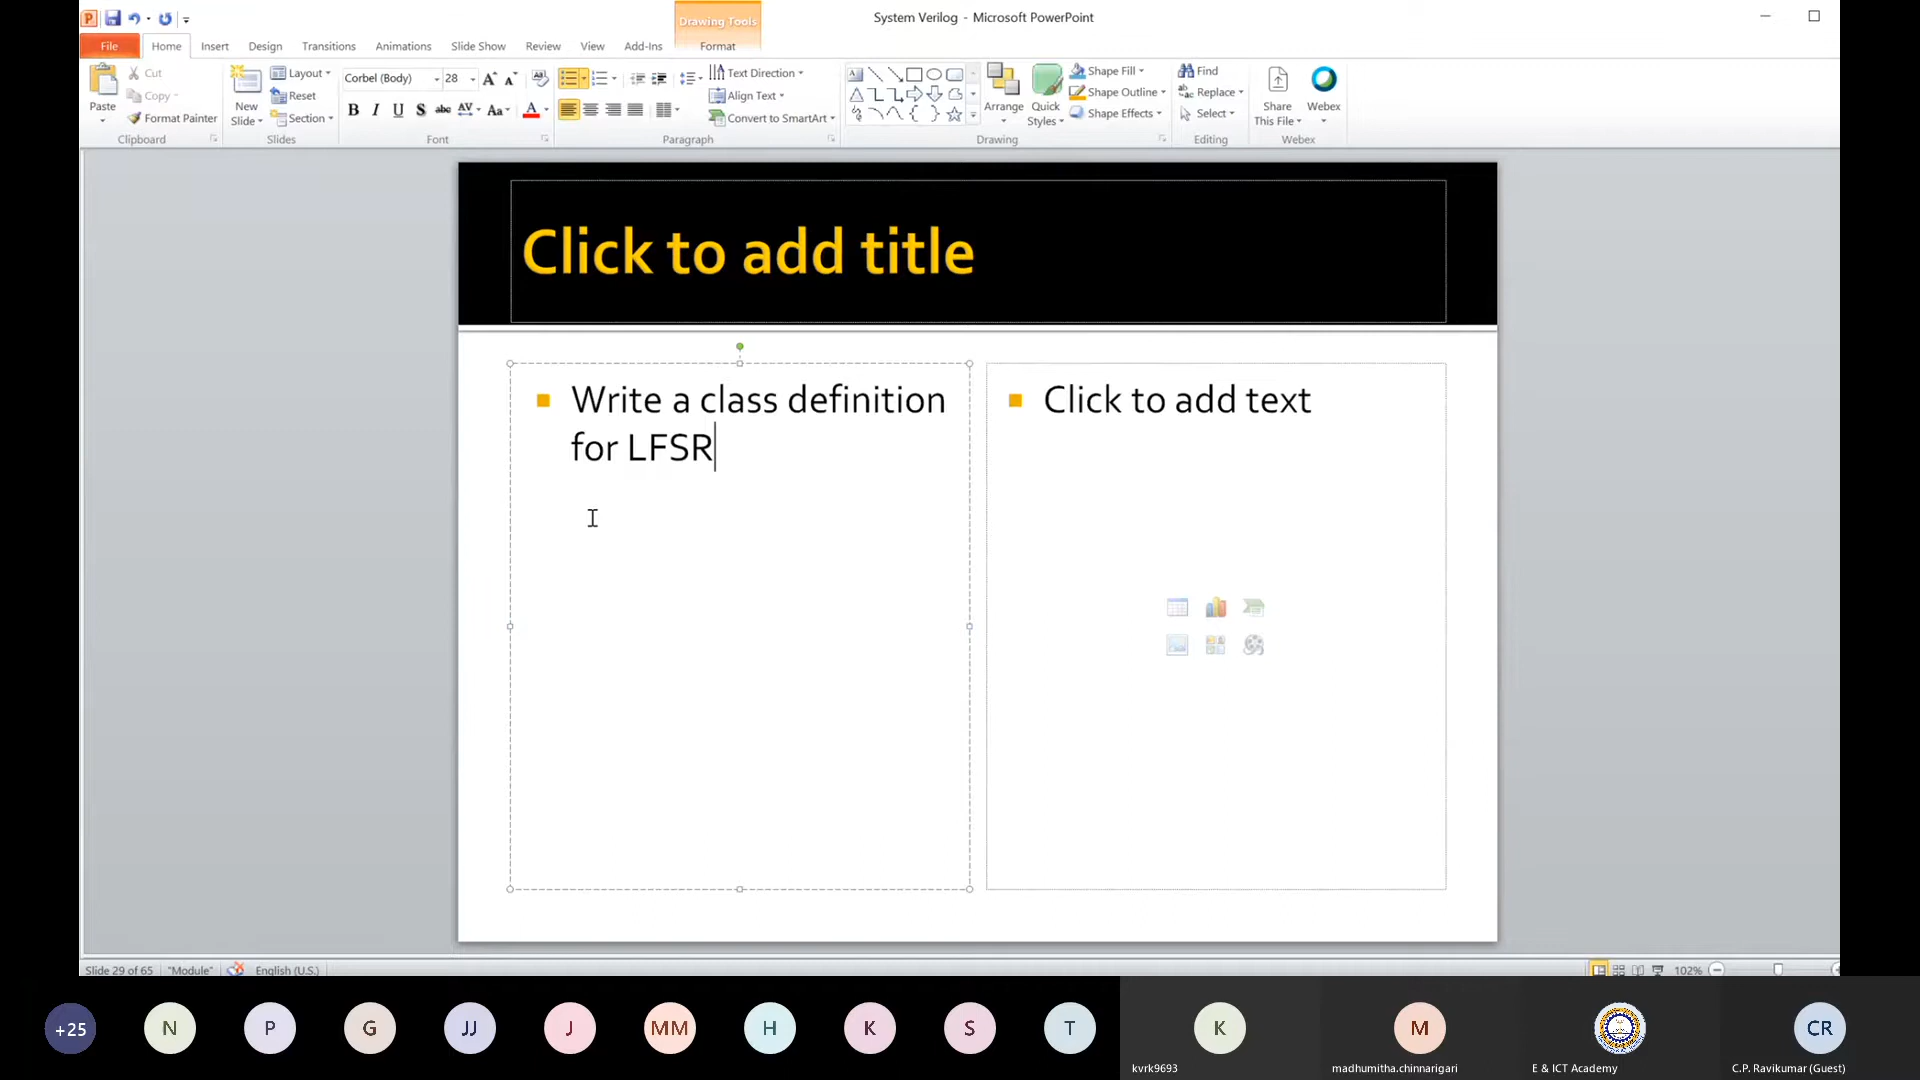 System Verilog - Microsoft PowerPoint
Drawing Tools
File Home Insert Design Transitions Animations Slide Show Review View Add-Ins Format
Paste
Cut
Copy
Format Painter
Clipboard
New
Slide
Layout
Reset
Section
Slides
Corbel (Body) 28
B I U S abc AV Aa A
Font
Text Direction
Align Text
Convert to SmartArt
Paragraph
Arrange
Quick
Styles
Shape Fill
Shape Outline
Shape Effects
Drawing
Find
Replace
Select
Editing
Share
This File
Webex
Webex
Click to add title
Write a class definition
for LFSR
Click to add text
Slide 29 of 65 "Module" English (U.S.) 102%
+25 N P G JJ J MM H K S T K M CR
kvrk9693 madhumitha.chinnarigari E & ICT Academy C.P. Ravikumar (Guest)